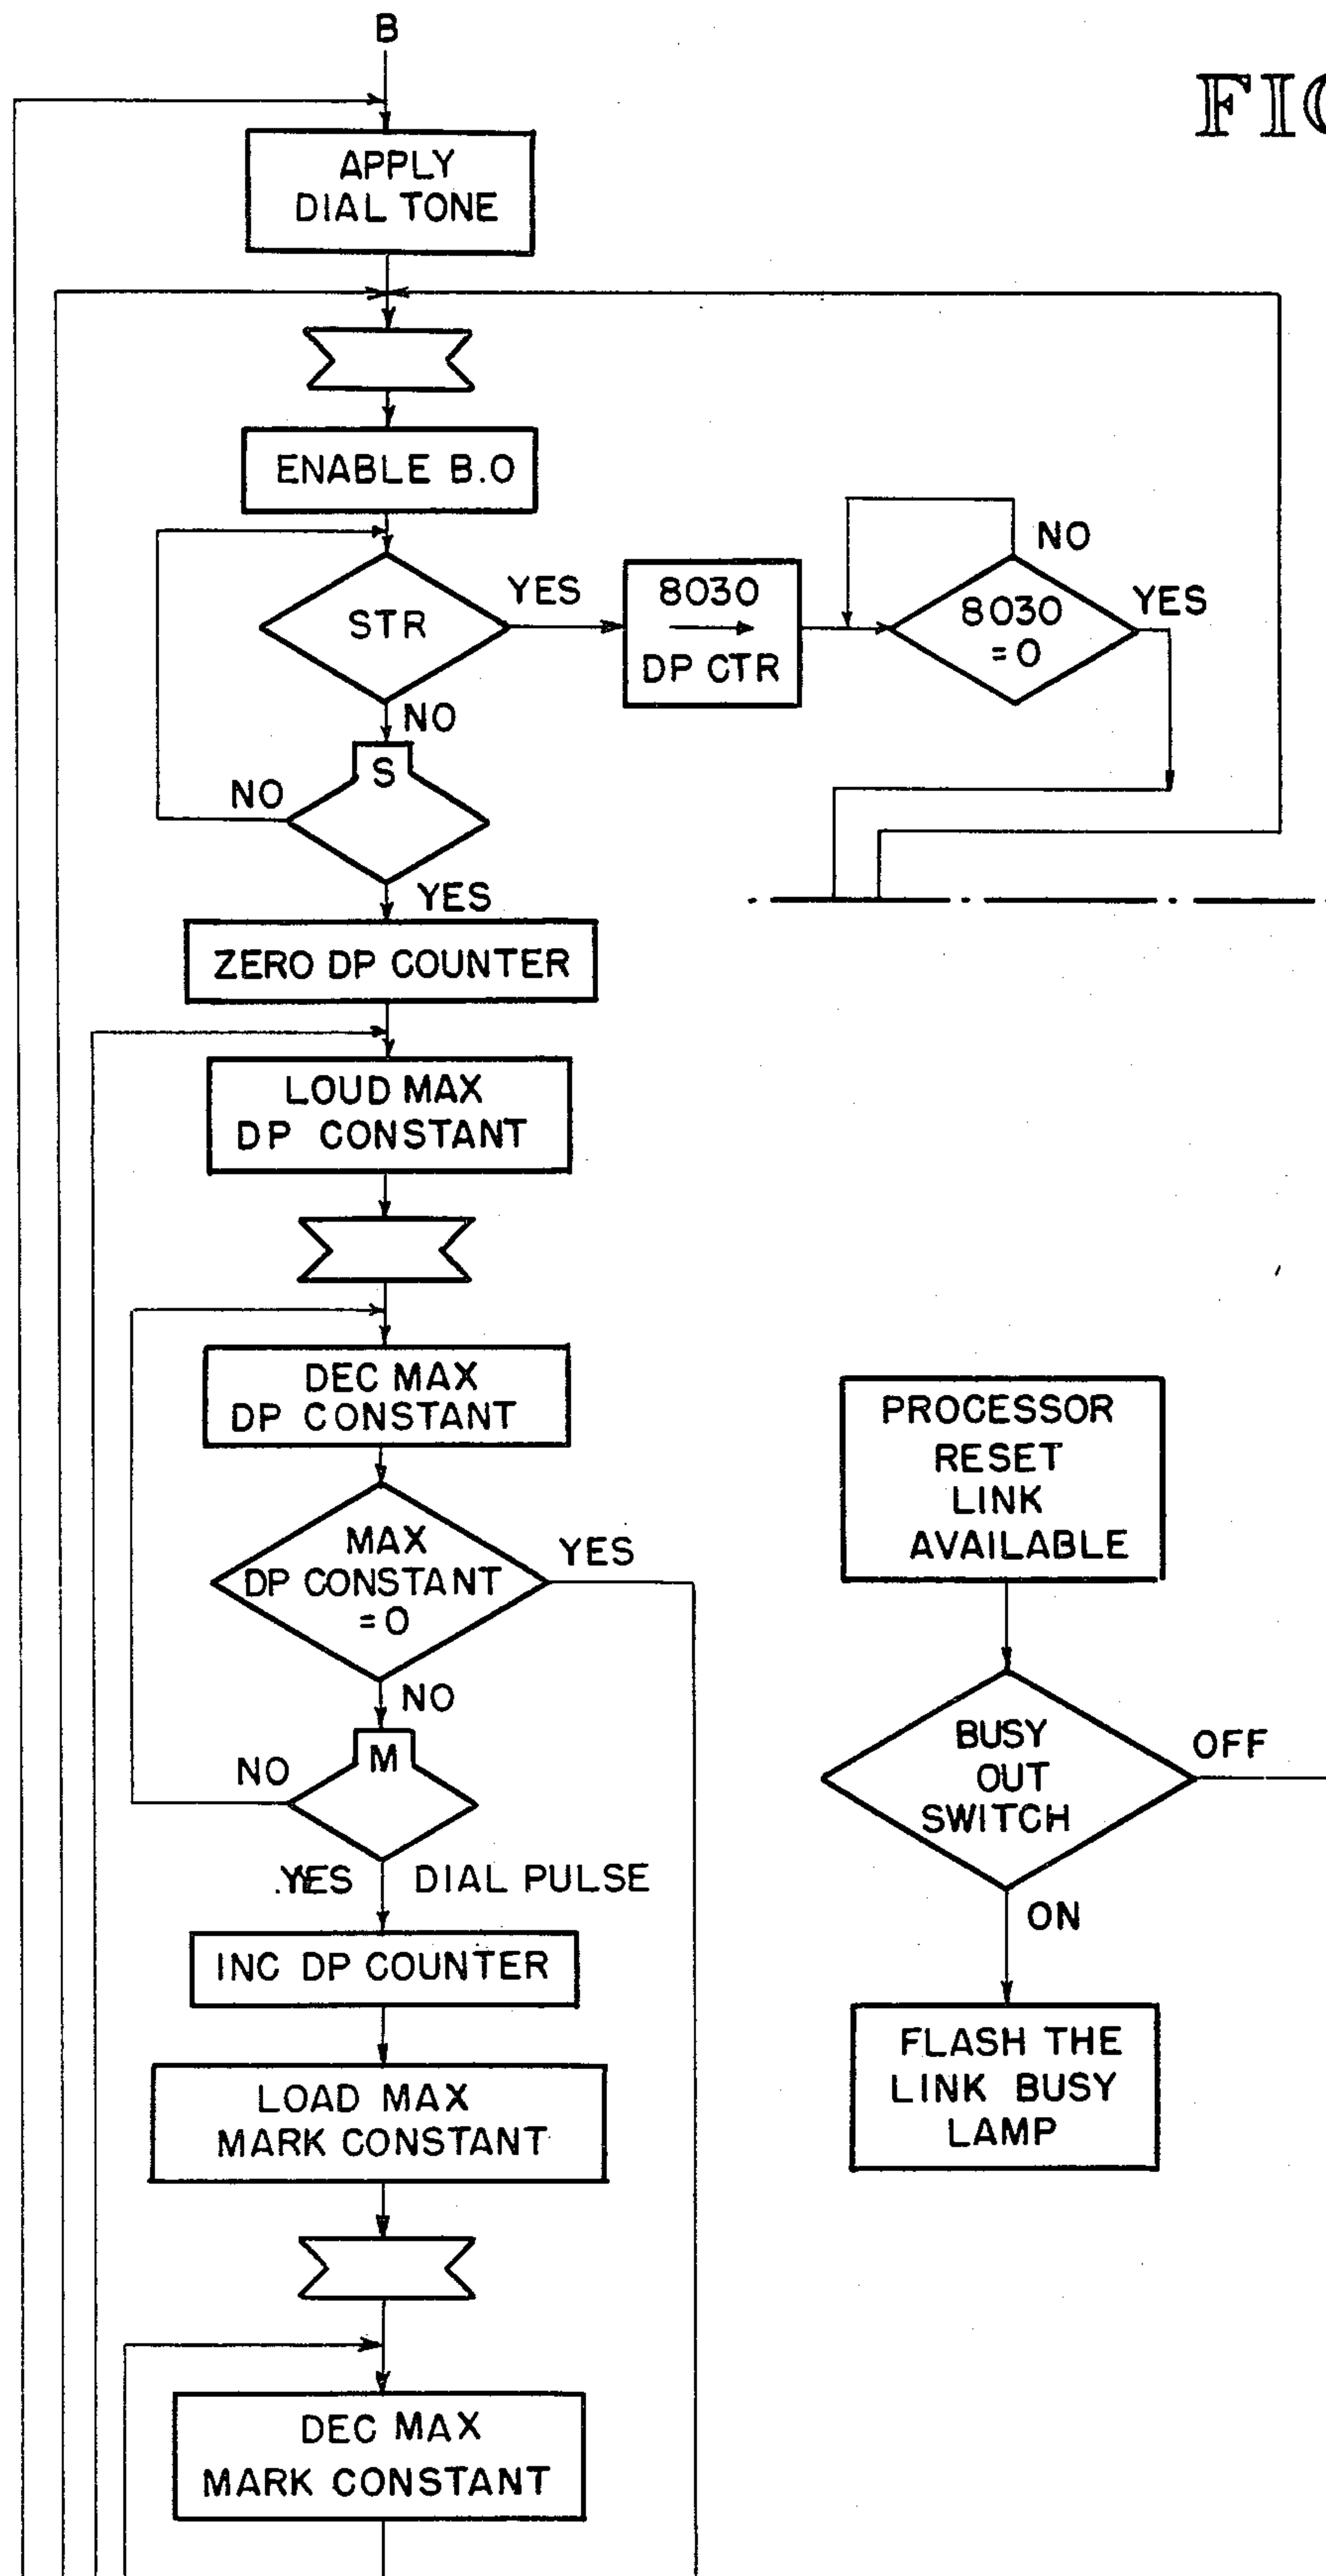 B
FIG
APPLY
DIAL TONE
ENABLE B.O
STR
YES
8030
DP CTR
NO
8030
= 0
YES
NO
S
NO
YES
ZERO DP COUNTER
LOUD MAX
DP CONSTANT
DEC MAX
DP CONSTANT
MAX
DP CONSTANT
= 0
YES
NO
M
NO
YES DIAL PULSE
INC DP COUNTER
LOAD MAX
MARK CONSTANT
DEC MAX
MARK CONSTANT
PROCESSOR
RESET
LINK
AVAILABLE
BUSY
OUT
SWITCH
OFF
ON
FLASH THE
LINK BUSY
LAMP